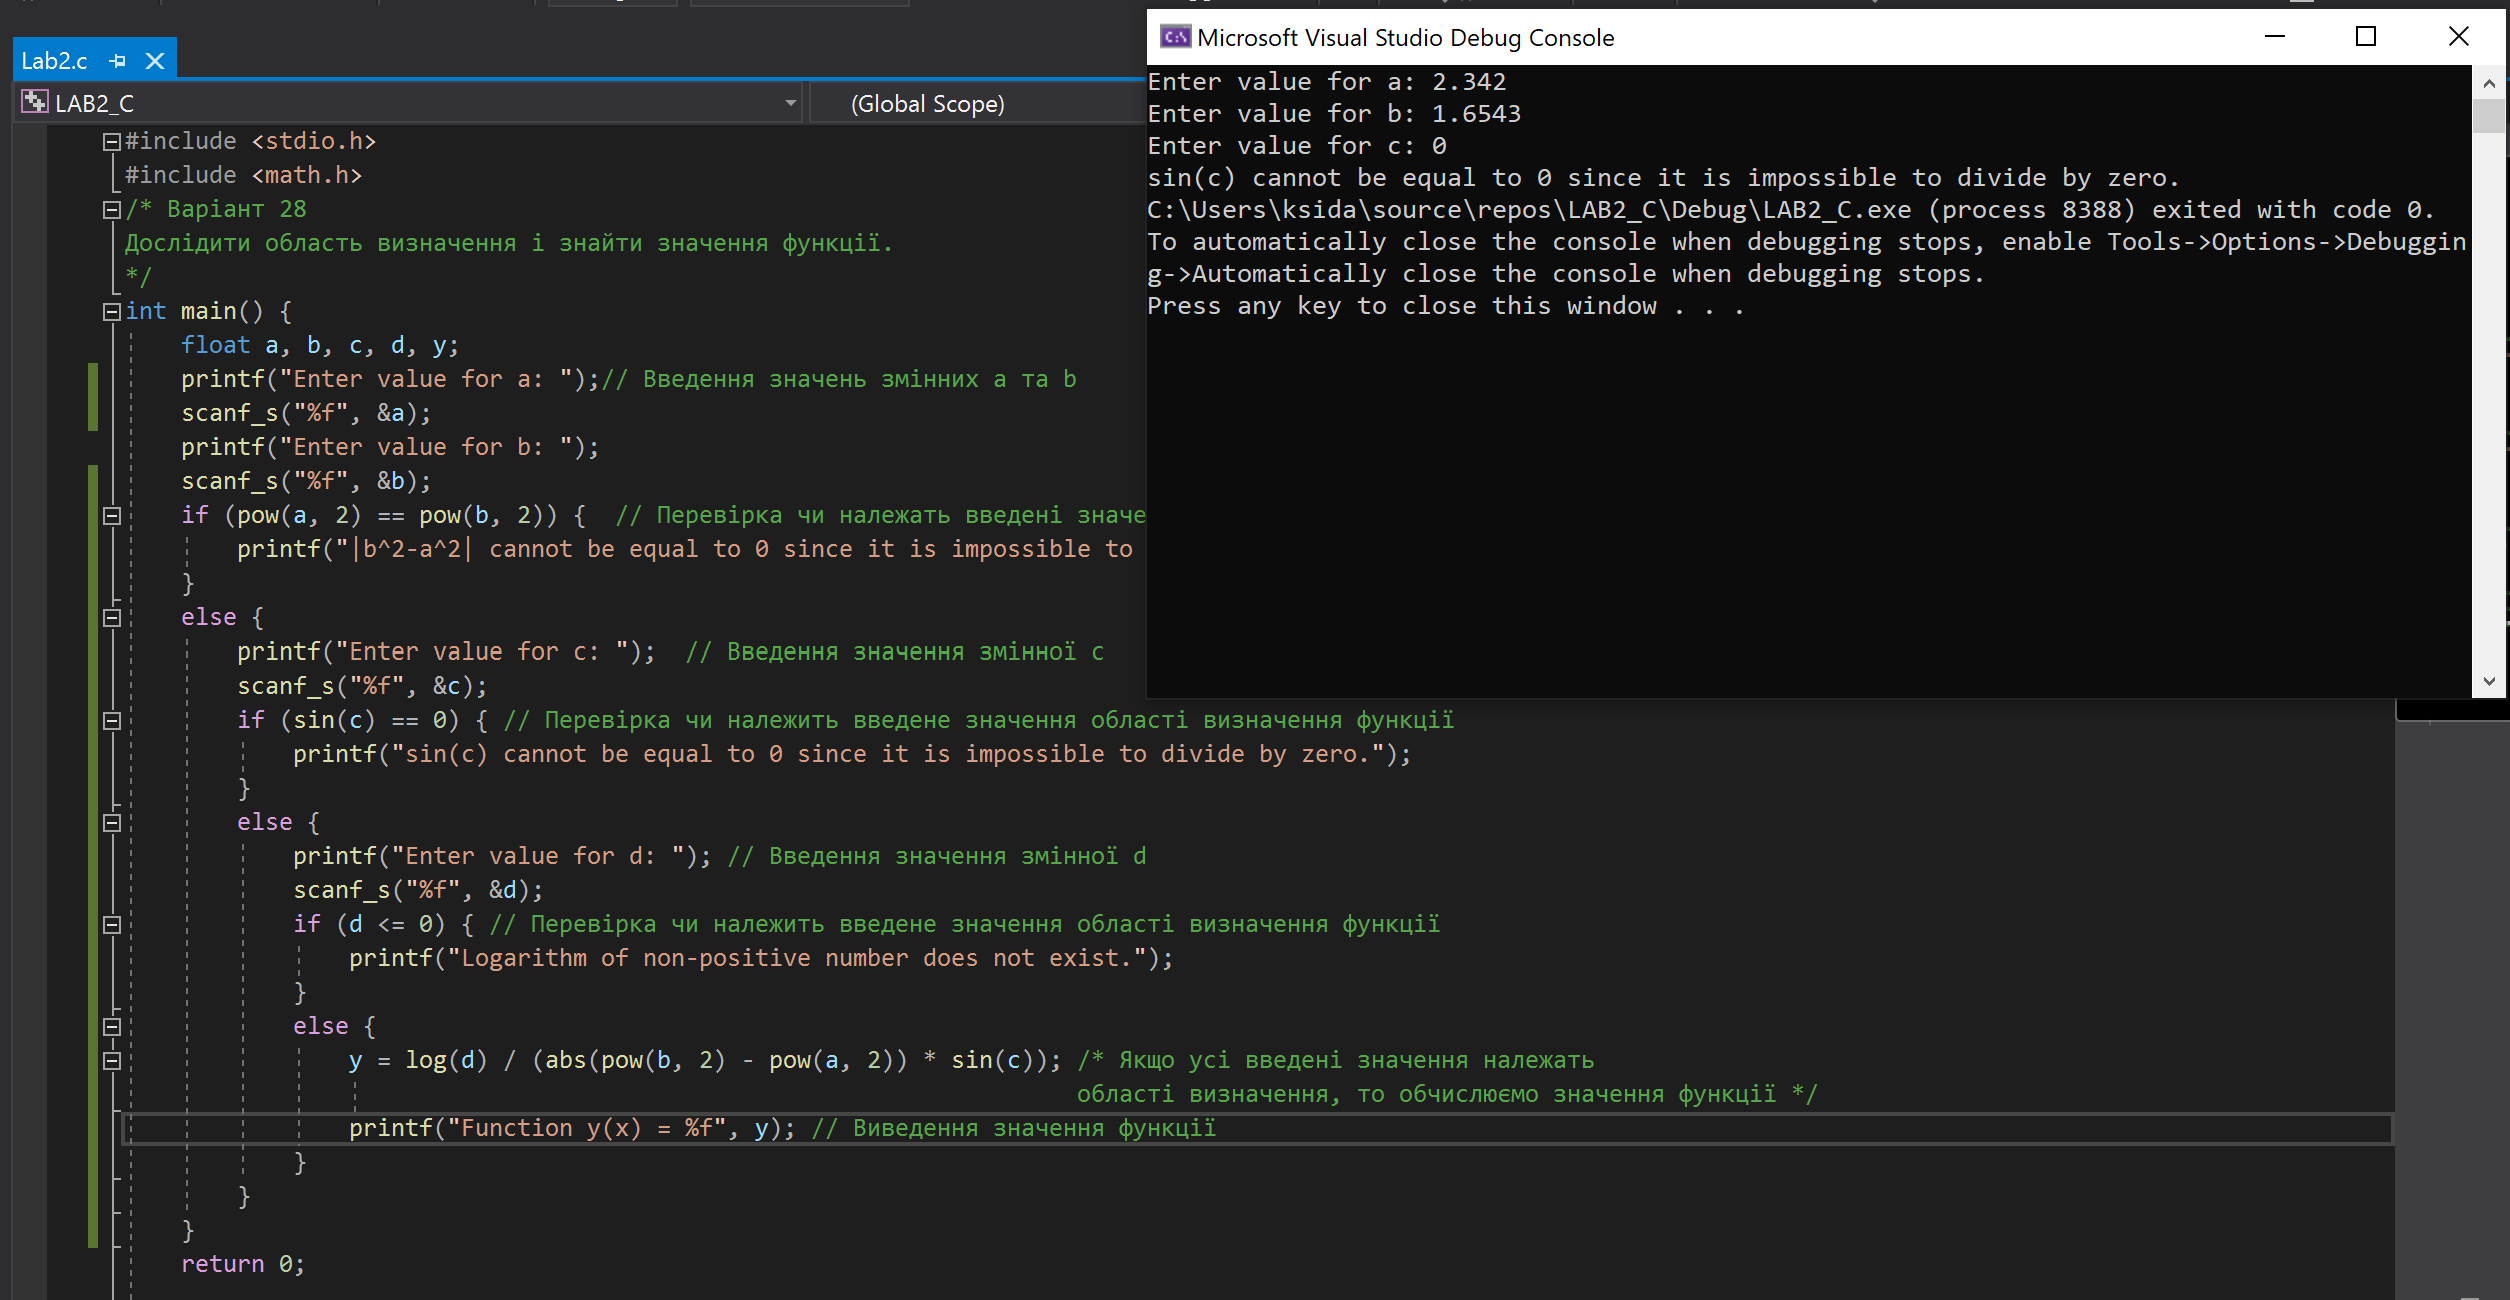 Lab2.c
LAB2_C
(Global Scope)
#include <stdio.h>
#include <math.h>
/* Варіант 28
Дослідити область визначення і знайти значення функції.
*/
int main() {
float a, b, c, d, y;
printf("Enter value for a: ");// Введення значень змінних a та b
scanf_s("%f", &a);
printf("Enter value for b: ");
scanf_s("%f", &b);
if (pow(a, 2) == pow(b, 2)) {  // Перевірка чи належать введені
printf("|b^2-a^2| cannot be equal to 0 since it is impossible to
}
else {
printf("Enter value for c: ");  // Введення значення змінної c
scanf_s("%f", &c);
if (sin(c) == 0) { // Перевірка чи належить введене значення області визначення функції
printf("sin(c) cannot be equal to 0 since it is impossible to divide by zero.");
}
else {
printf("Enter value for d: "); // Введення значення змінної d
scanf_s("%f", &d);
if (d <= 0) { // Перевірка чи належить введене значення області визначення функції
printf("Logarithm of non-positive number does not exist.");
}
else {
y = log(d) / (abs(pow(b, 2) - pow(a, 2)) * sin(c)); /* Якщо усі введені значення належать
області визначення, то обчислюємо значення функції */
printf("Function y(x) = %f", y); // Виведення значення функції
}
}
}
return 0;
Microsoft Visual Studio Debug Console
Enter value for a: 2.342
Enter value for b: 1.6543
Enter value for c: 0
sin(c) cannot be equal to 0 since it is impossible to divide by zero.
C:\Users\ksida\source\repos\LAB2_C\Debug\LAB2_C.exe (process 8388) exited with code 0.
To automatically close the console when debugging stops, enable Tools->Options->Debuggin
g->Automatically close the console when debugging stops.
Press any key to close this window . . .